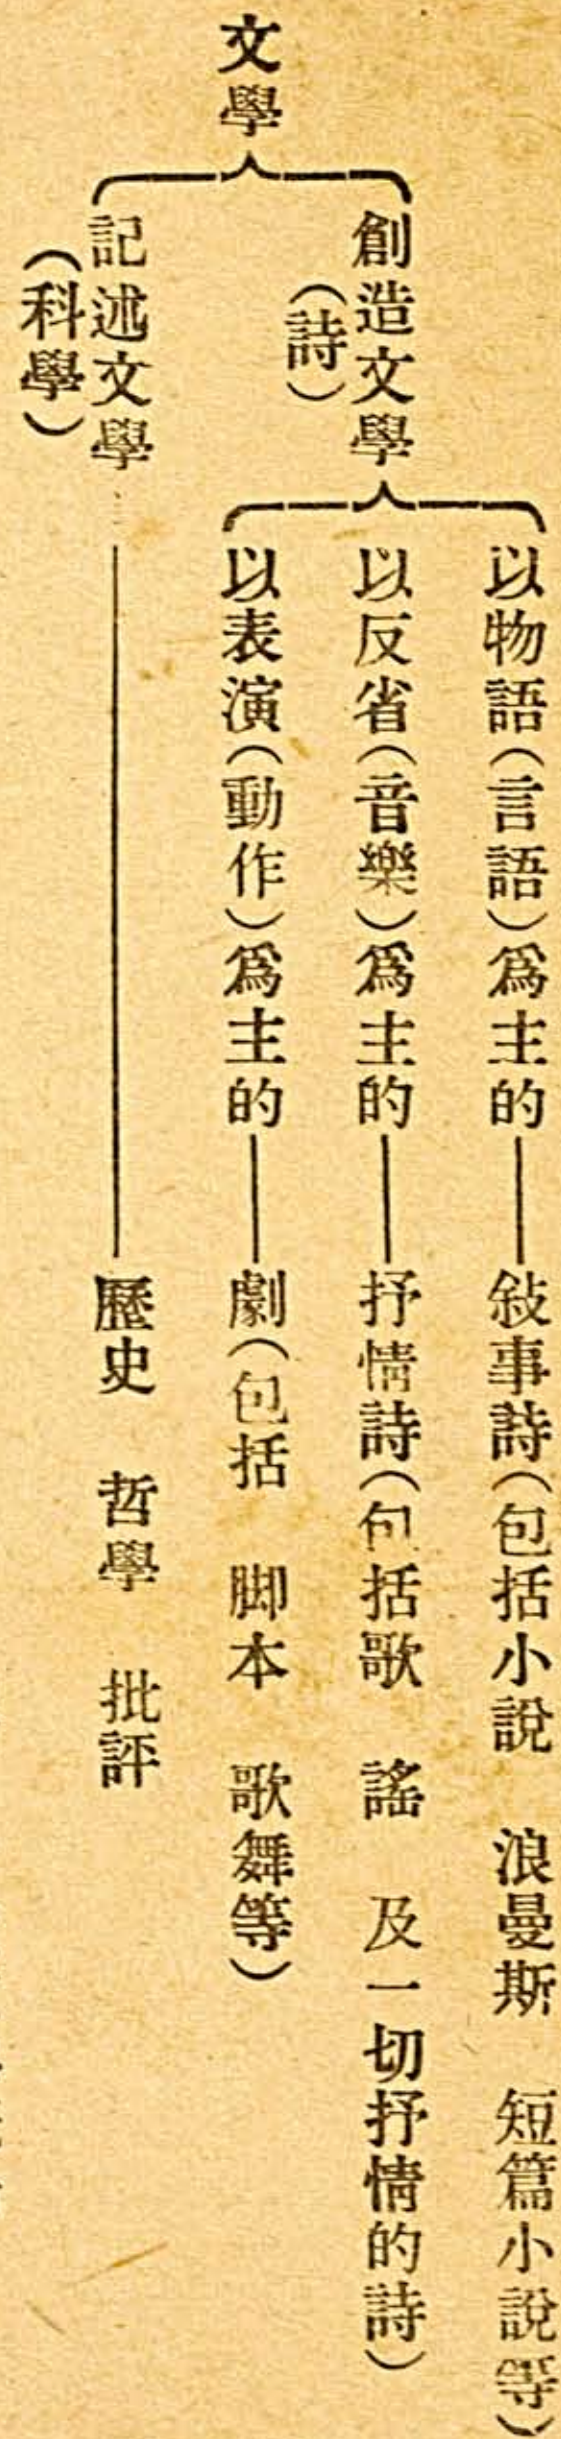 文學
創造文學
（詩）
以物語（言語）爲主的——敍事詩（包括小說　浪曼斯　短篇小說等）
以反省（音樂）爲主的——抒情詩（包括歌　謠　及一切抒情的詩）
以表演（動作）爲主的——劇（包括　脚本　歌舞等）
記述文學
（科學）
歷史　哲學　批評